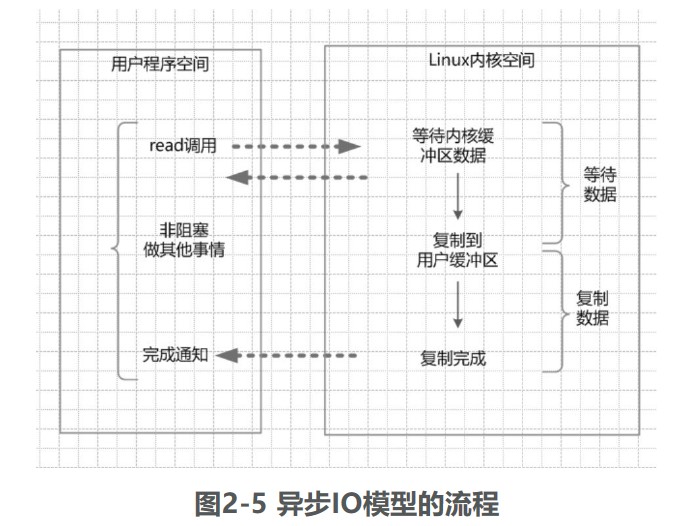 用户程序空间
Linux内核空间
read调用
等待内核缓
冲区数据
等待
数据
非阻塞
做其他事情
复制到
用户缓冲区
复制
数据
完成通知
复制完成
图2-5 异步IO模型的流程